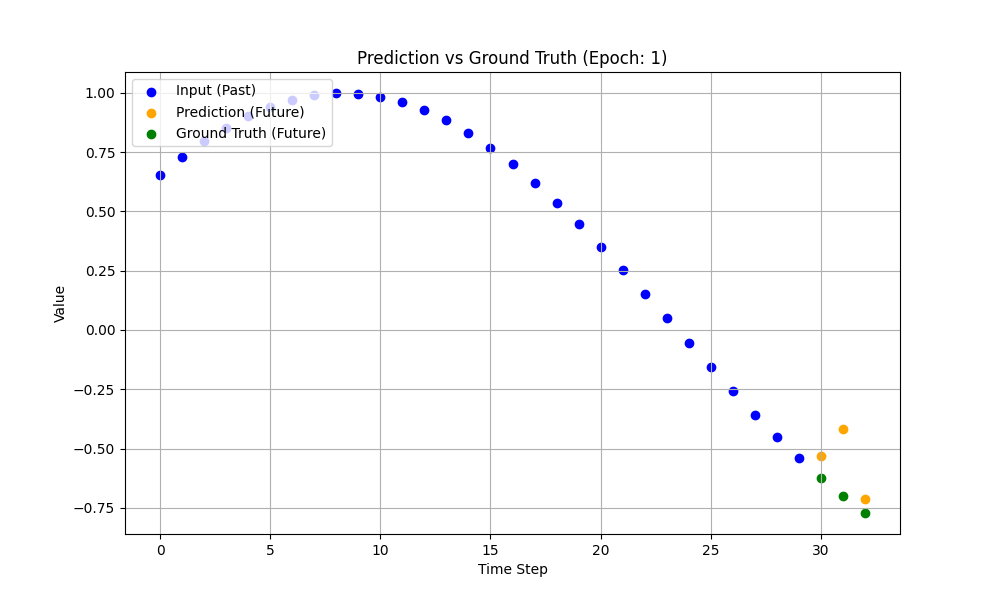 Prediction vs Ground Truth (Epoch: 1)
Input (Past)
Prediction (Future)
Ground Truth (Future)
1.00
0.75
0.50
0.25
0.00
−0.25
−0.50
−0.75
Value
0 5 10 15 20 25 30
Time Step